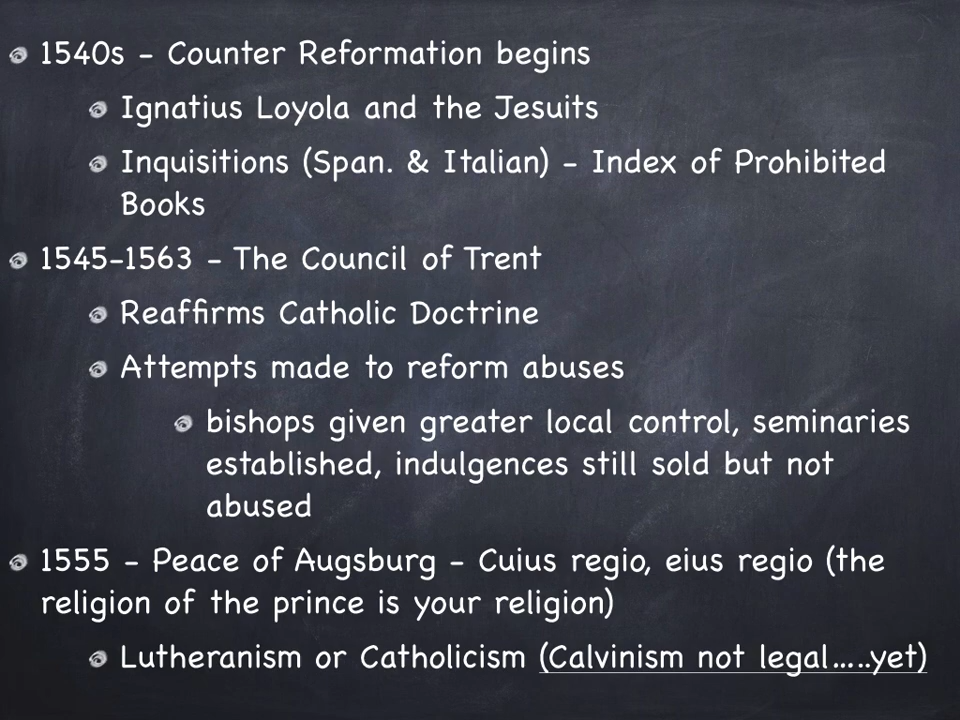 1540s - Counter Reformation begins
Ignatius Loyola and the Jesuits
Inquisitions (Span. & Italian) - Index of Prohibited
Books
1545-1563 - The Council of Trent
Reaffirms Catholic Doctrine
Attempts made to reform abuses
bishops given greater local control, seminaries
established, indulgences still sold but not
abused
1555 - Peace of Augsburg - Cuius regio, eius regio (the
religion of the prince is your religion)
Lutheranism or Catholicism (Calvinism not legal.....yet)